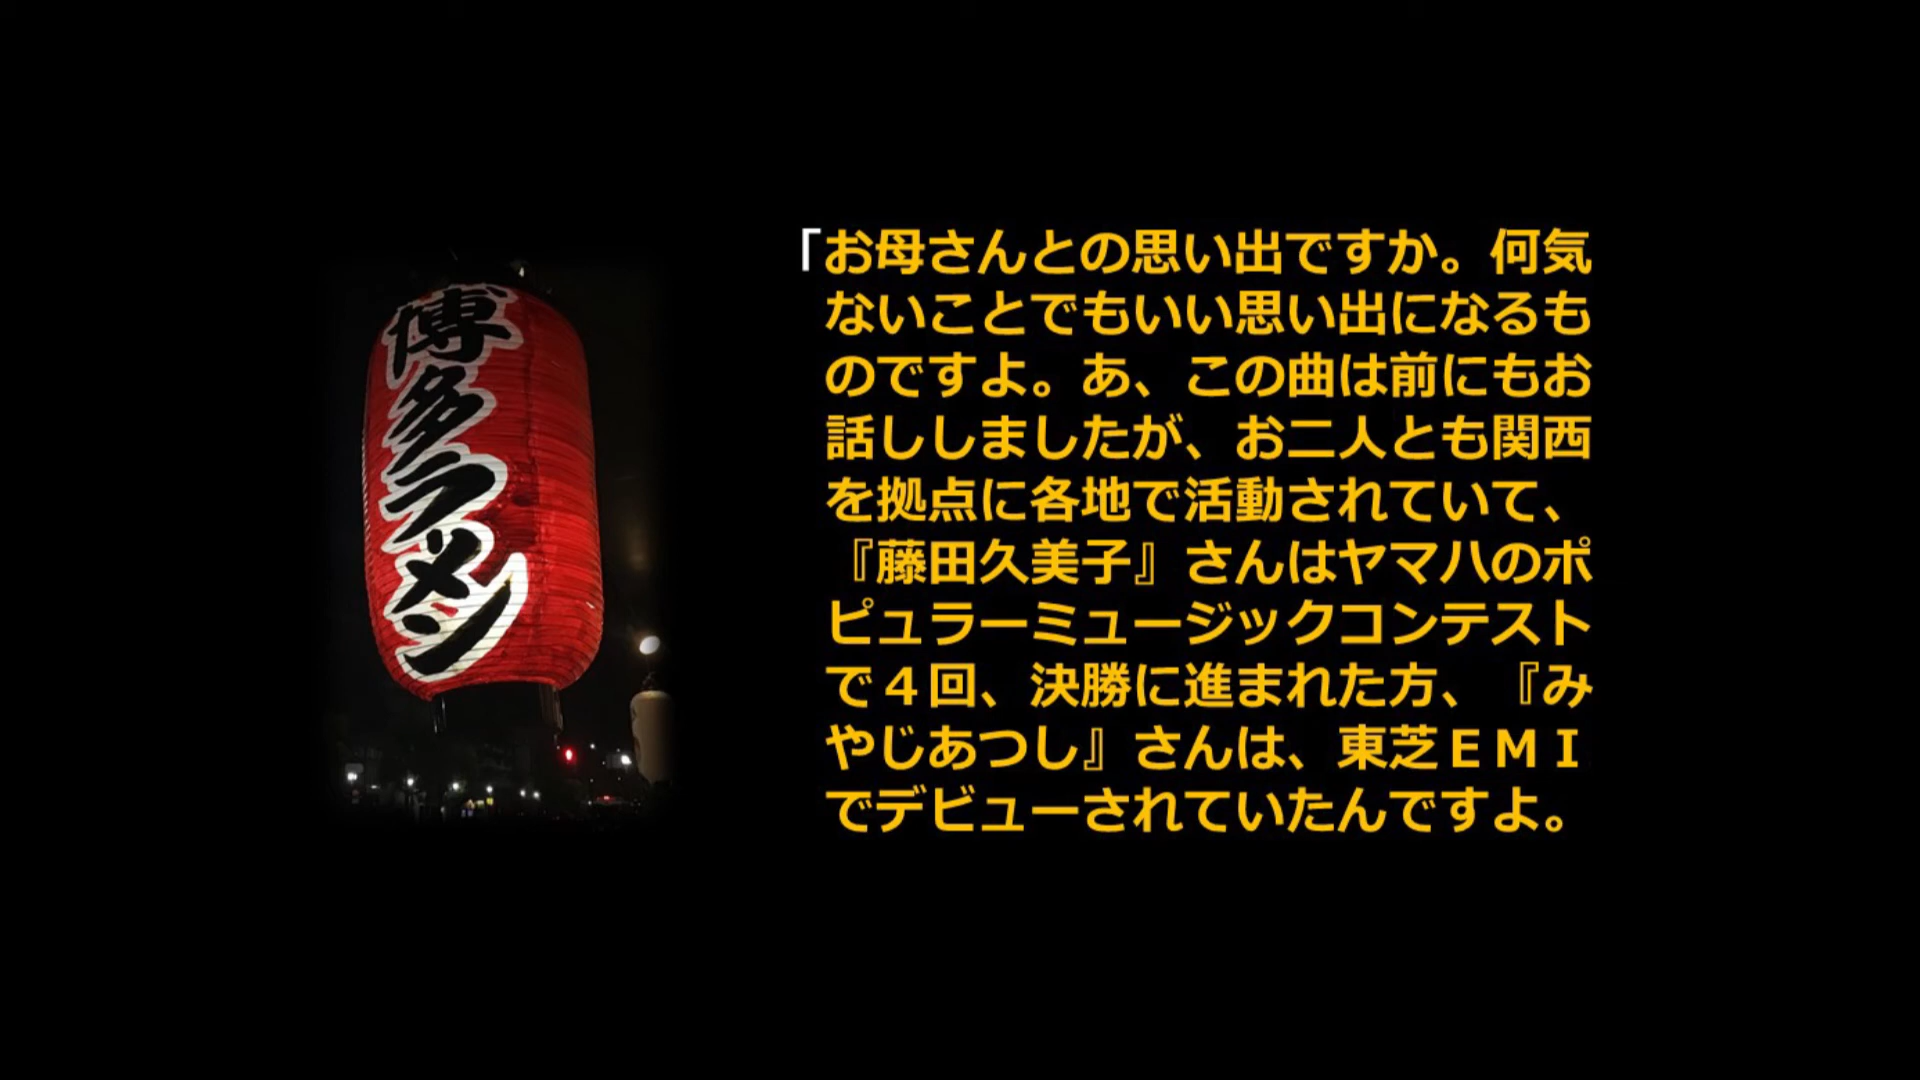 博多ラーメン
「お母さんとの思い出ですか。何気
ないことでもいい思い出になるも
のですよ。あ、この曲は前にもお
話ししましたが、お二人とも関西
を拠点に各地で活動されていて、
『藤田久美子』さんはヤマハのポ
ピュラーミュージックコンテスト
で４回、決勝に進まれた方、『み
やじあつし』さんは、東芝ＥＭＩ
でデビューされていたんですよ。